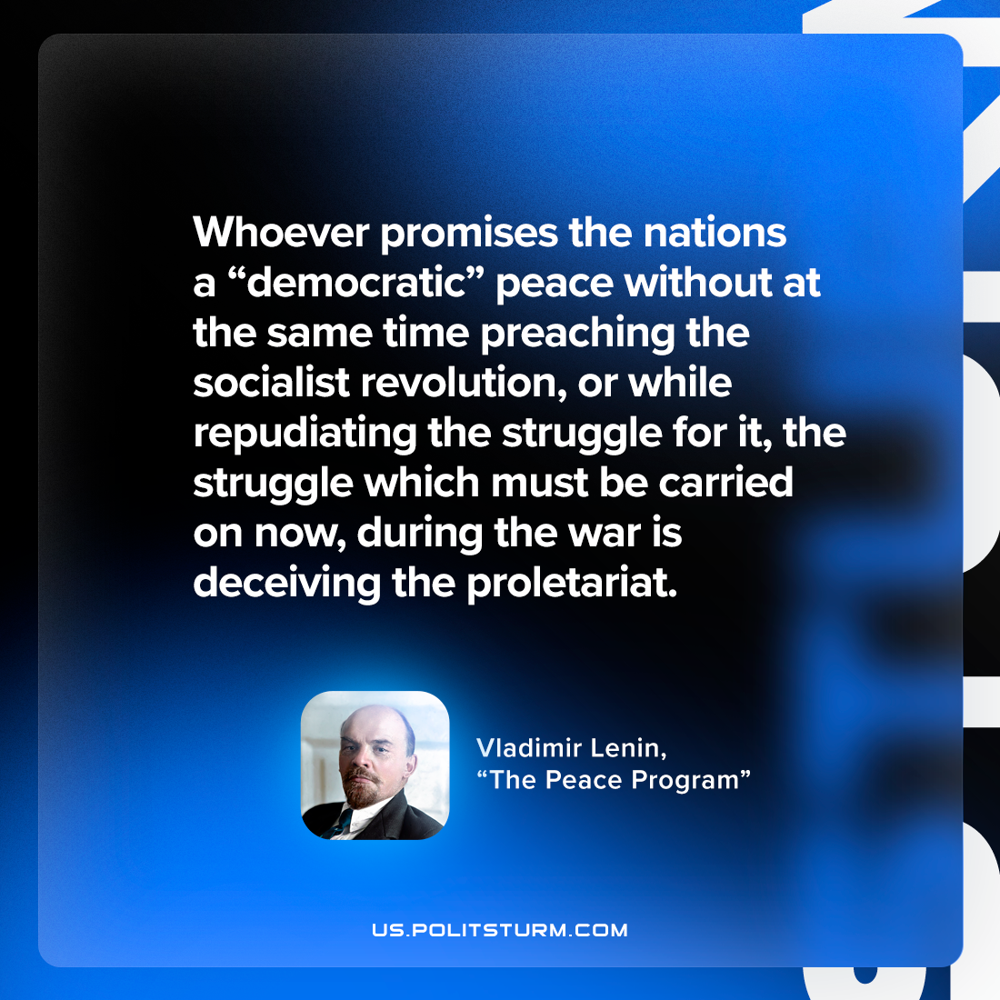 Whoever promises the nations
a “democratic” peace without at
the same time preaching the
socialist revolution, or while
repudiating the struggle for it, the
struggle which must be carried
on now, during the war is
deceiving the proletariat.
Vladimir Lenin,
“The Peace Program”
US.POLITSTURM.COM